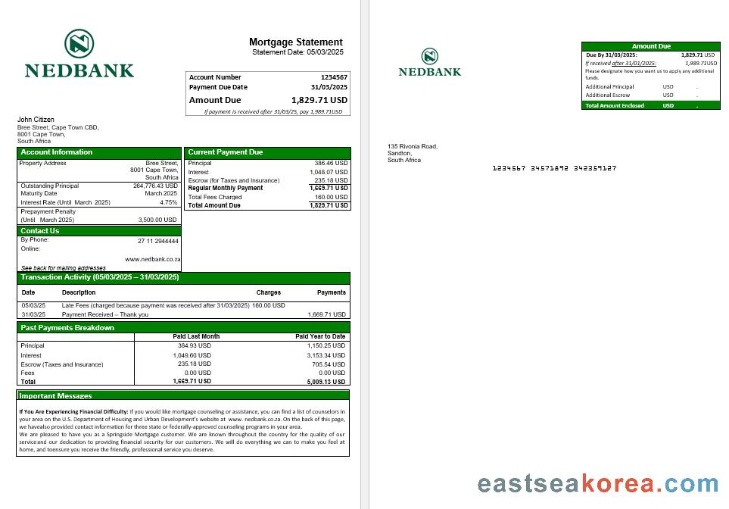 NEDBANK
Mortgage Statement
Statement Date: 05/03/2025
Account Number 1234567
Payment Due Date 31/03/2025
Amount Due 1,829.71 USD
If payment is received after 31/03/25, pay 1,989.71USD
John Citizen
Bree Street, Cape Town CBD,
8001 Cape Town,
South Africa
Account Information
Property Address Bree Street,
8001 Cape Town,
South Africa
Outstanding Principal 264,776.43 USD
Maturity Date March 2025
Interest Rate (Until March 2025) 4.75%
Prepayment Penalty
(Until March 2025) 3,500.00 USD
Contact Us
By Phone: 27 11 2944444
Online:
www.nedbank.co.za
See back for mailing addresses
Current Payment Due
Principal 386.46 USD
Interest 1,048.07 USD
Escrow (for Taxes and Insurance) 235.18 USD
Regular Monthly Payment 1,669.71 USD
Total Fees Charged 160.00 USD
Total Amount Due 1,829.71 USD
Transaction Activity (05/03/2025 – 31/03/2025)
Date Description Charges Payments
05/03/25 Late Fees (charged because payment was received after 31/03/2025) 160.00 USD
31/03/25 Payment Received – Thank you 1,669.71 USD
Past Payments Breakdown
Paid Last Month Paid Year to Date
Principal 384.93 USD 1,150.25 USD
Interest 1,049.60 USD 3,153.34 USD
Escrow (Taxes and Insurance) 235.18 USD 705.54 USD
Fees 0.00 USD 0.00 USD
Total 1,669.71 USD 5,009.13 USD
Important Messages
If You Are Experiencing Financial Difficulty: If you would like mortgage counseling or assistance, you can find a list of counselors in
your area on the U.S. Department of Housing and Urban Development's website at www. nedbank.co.za. On the back of this page,
we havealso provided contact information for three state or federally-approved counseling programs in your area.
We are pleased to have you as a Springside Mortgage customer. We are known throughout the country for the quality of our
serviceand our dedication to providing financial security for our customers. We will do everything we can to make you feel at
home, and toensure you receive the friendly, professional service you deserve.
NEDBANK
Amount Due
Due By 31/03/2025: 1,829.71 USD
If received after 31/03/2025: 1,989.71USD
Please designate how you want us to apply any additional
funds.
Additional Principal USD .
Additional Escrow USD .
Total Amount Enclosed USD .
135 Rivonia Road,
Sandton,
South Africa
1234567 34571892 342359127
eastseakorea.com